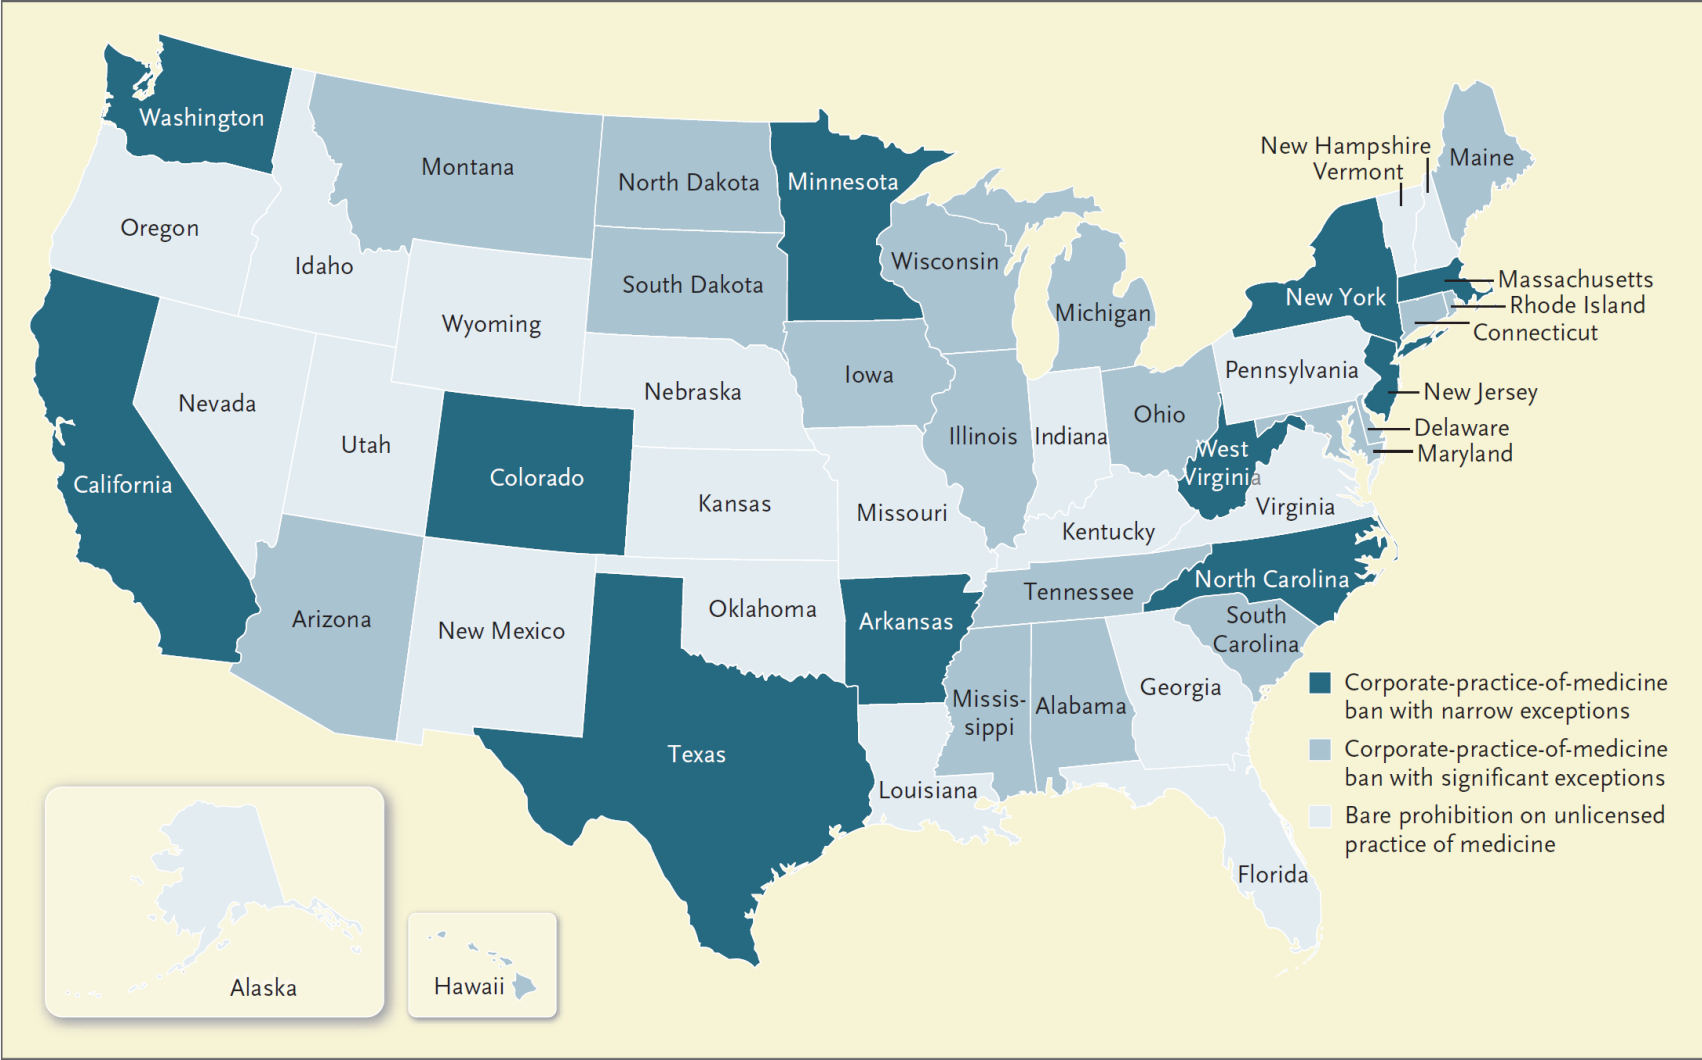 Washington
Montana
North Dakota
Minnesota
New Hampshire
Vermont
Maine
Oregon
Idaho
Wyoming
South Dakota
Wisconsin
Michigan
New York
Massachusetts
Rhode Island
Connecticut
Nevada
Utah
Nebraska
Iowa
Illinois
Indiana
Ohio
Pennsylvania
New Jersey
Delaware
Maryland
California
Colorado
Kansas
Missouri
Kentucky
West
Virginia
Virginia
Arizona
New Mexico
Oklahoma
Arkansas
Tennessee
North Carolina
South
Carolina
Texas
Louisiana
Missis-
sippi
Alabama
Georgia
Florida
Alaska
Hawaii
Corporate-practice-of-medicine
ban with narrow exceptions
Corporate-practice-of-medicine
ban with significant exceptions
Bare prohibition on unlicensed
practice of medicine